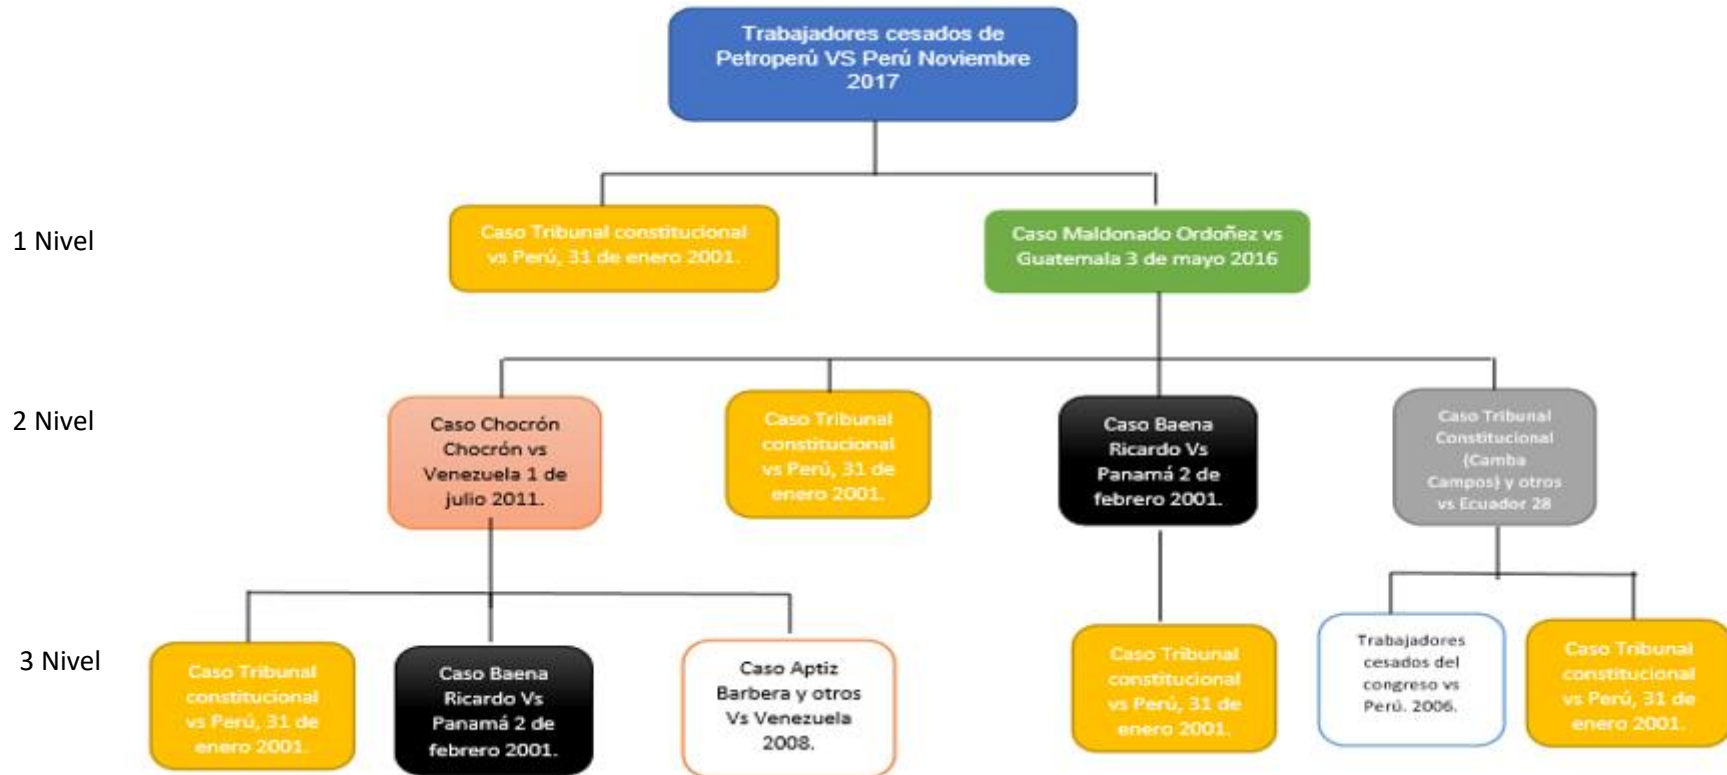 Trabajadores cesados de
Petroperú VS Perú Noviembre
2017
1 Nivel
Caso Tribunal constitucional
vs Perú, 31 de enero 2001.
Caso Maldonado Ordoñez vs
Guatemala 3 de mayo 2016
2 Nivel
Caso Chocrón
Chocrón vs
Venezuela 1 de
julio 2011.
Caso Tribunal
constitucional
vs Perú, 31 de
enero 2001.
Caso Baena
Ricardo Vs
Panamá 2 de
febrero 2001.
Caso Tribunal
Constitucional
(Camba
Campos) y otros
vs Ecuador 28
3 Nivel
Caso Tribunal
constitucional
vs Perú, 31 de
enero 2001.
Caso Baena
Ricardo Vs
Panamá 2 de
febrero 2001.
Caso Aptiz
Barbera y otros
Vs Venezuela
2008.
Caso Tribunal
constitucional
vs Perú, 31 de
enero 2001.
Trabajadores
cesados del
congreso vs
Perú. 2006.
Caso Tribunal
constitucional
vs Perú, 31 de
enero 2001.